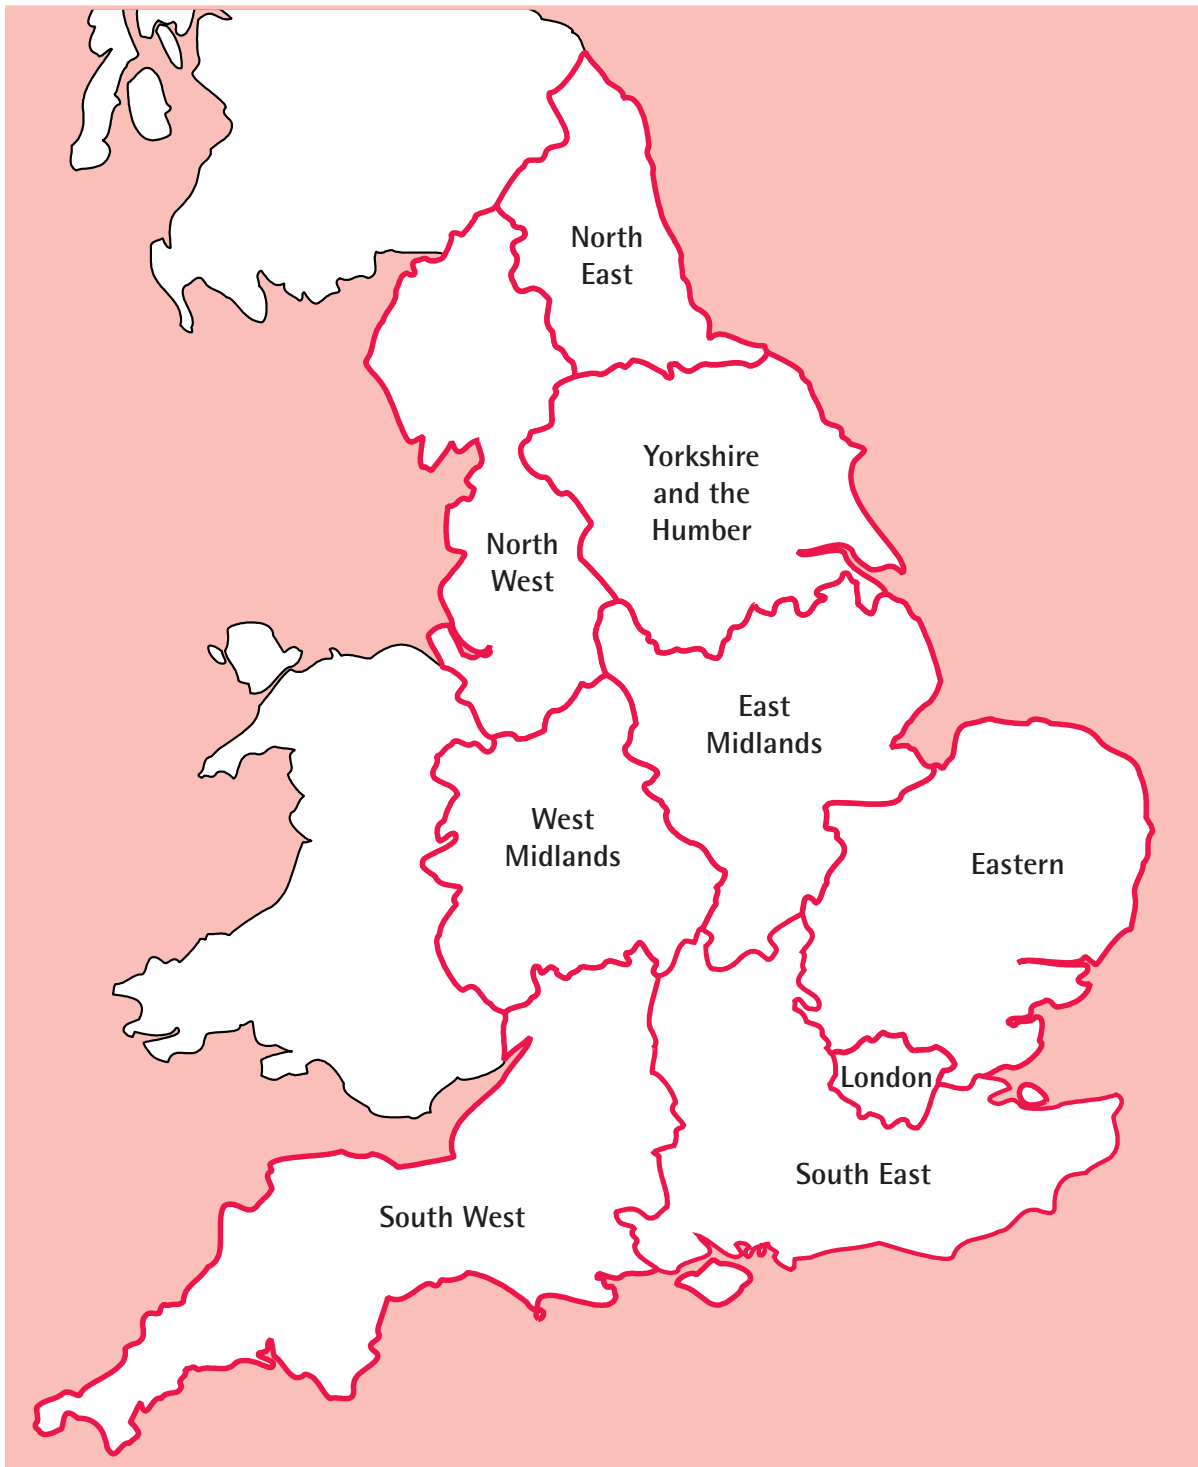 North
East
Yorkshire
and the
Humber
North
West
East
Midlands
West
Midlands
Eastern
London
South East
South West